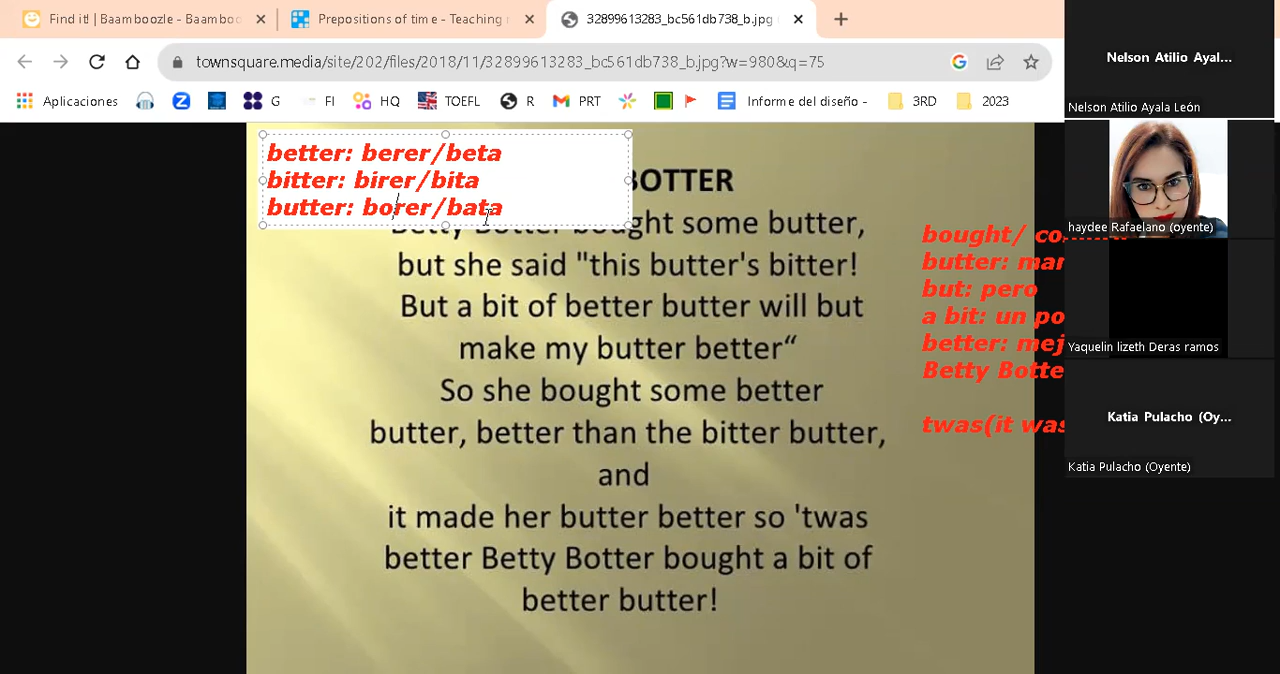 Find it! | Baamboozle - Baamboo
Prepositions of time - Teaching
32899613283_bc561db738_b.jpg
townsquare.media/site/202/files/2018/11/32899613283_bc561db738_b.jpg?w=980&q=75
Aplicaciones G FI HQ TOEFL R PRT Informe del diseño - 3RD 2023
better: berer/beta
bitter: birer/bita
butter: borer/bata
BOTTER
Betty Botter bought some butter,
but she said "this butter's bitter!
But a bit of better butter will but
make my butter better“
So she bought some better
butter, better than the bitter butter,
and
it made her butter better so 'twas
better Betty Botter bought a bit of
better butter!
bought/ co
butter: mar
but: pero
a bit: un po
better: mej
Betty Botte
twas(it was
Nelson Atilio Ayal...
Nelson Atilio Ayala León
haydee Rafaelano (oyente)
Yaquelin lizeth Deras ramos
Katia Pulacho (Oy...
Katia Pulacho (Oyente)